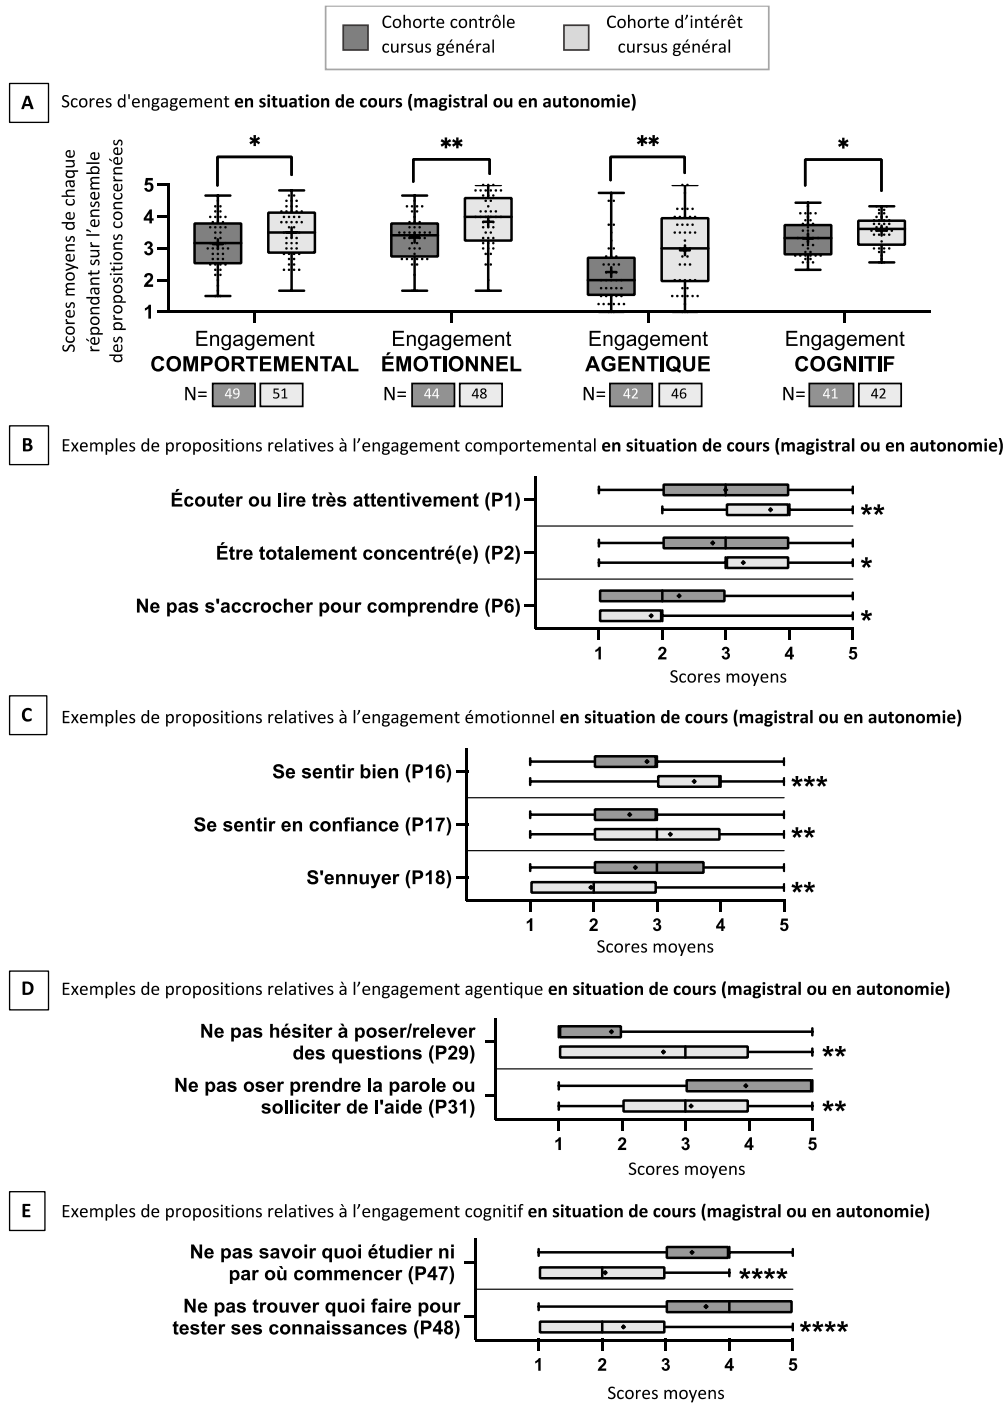 Cohorte contrôle
cursus général
Cohorte d'intérêt
cursus général
A
Scores d'engagement en situation de cours (magistral ou en autonomie)
Scores moyens de chaque
répondant sur l'ensemble
des propositions concernées
* ** ** *
5
4
3
2
1
Engagement
COMPORTEMENTAL
N= 49 51
Engagement
ÉMOTIONNEL
N= 44 48
Engagement
AGENTIQUE
N= 42 46
Engagement
COGNITIF
N= 41 42
B
Exemples de propositions relatives à l'engagement comportemental en situation de cours (magistral ou en autonomie)
Écouter ou lire très attentivement (P1)
**
Étre totalement concentré(e) (P2)
*
Ne pas s'accrocher pour comprendre (P6)
*
1 2 3 4 5
Scores moyens
C
Exemples de propositions relatives à l'engagement émotionnel en situation de cours (magistral ou en autonomie)
Se sentir bien (P16)
***
Se sentir en confiance (P17)
**
S'ennuyer (P18)
**
1 2 3 4 5
Scores moyens
D
Exemples de propositions relatives à l'engagement agentique en situation de cours (magistral ou en autonomie)
Ne pas hésiter à poser/relever
des questions (P29)
**
Ne pas oser prendre la parole ou
solliciter de l'aide (P31)
**
1 2 3 4 5
Scores moyens
E
Exemples de propositions relatives à l'engagement cognitif en situation de cours (magistral ou en autonomie)
Ne pas savoir quoi étudier ni
par où commencer (P47)
****
Ne pas trouver quoi faire pour
tester ses connaissances (P48)
****
1 2 3 4 5
Scores moyens